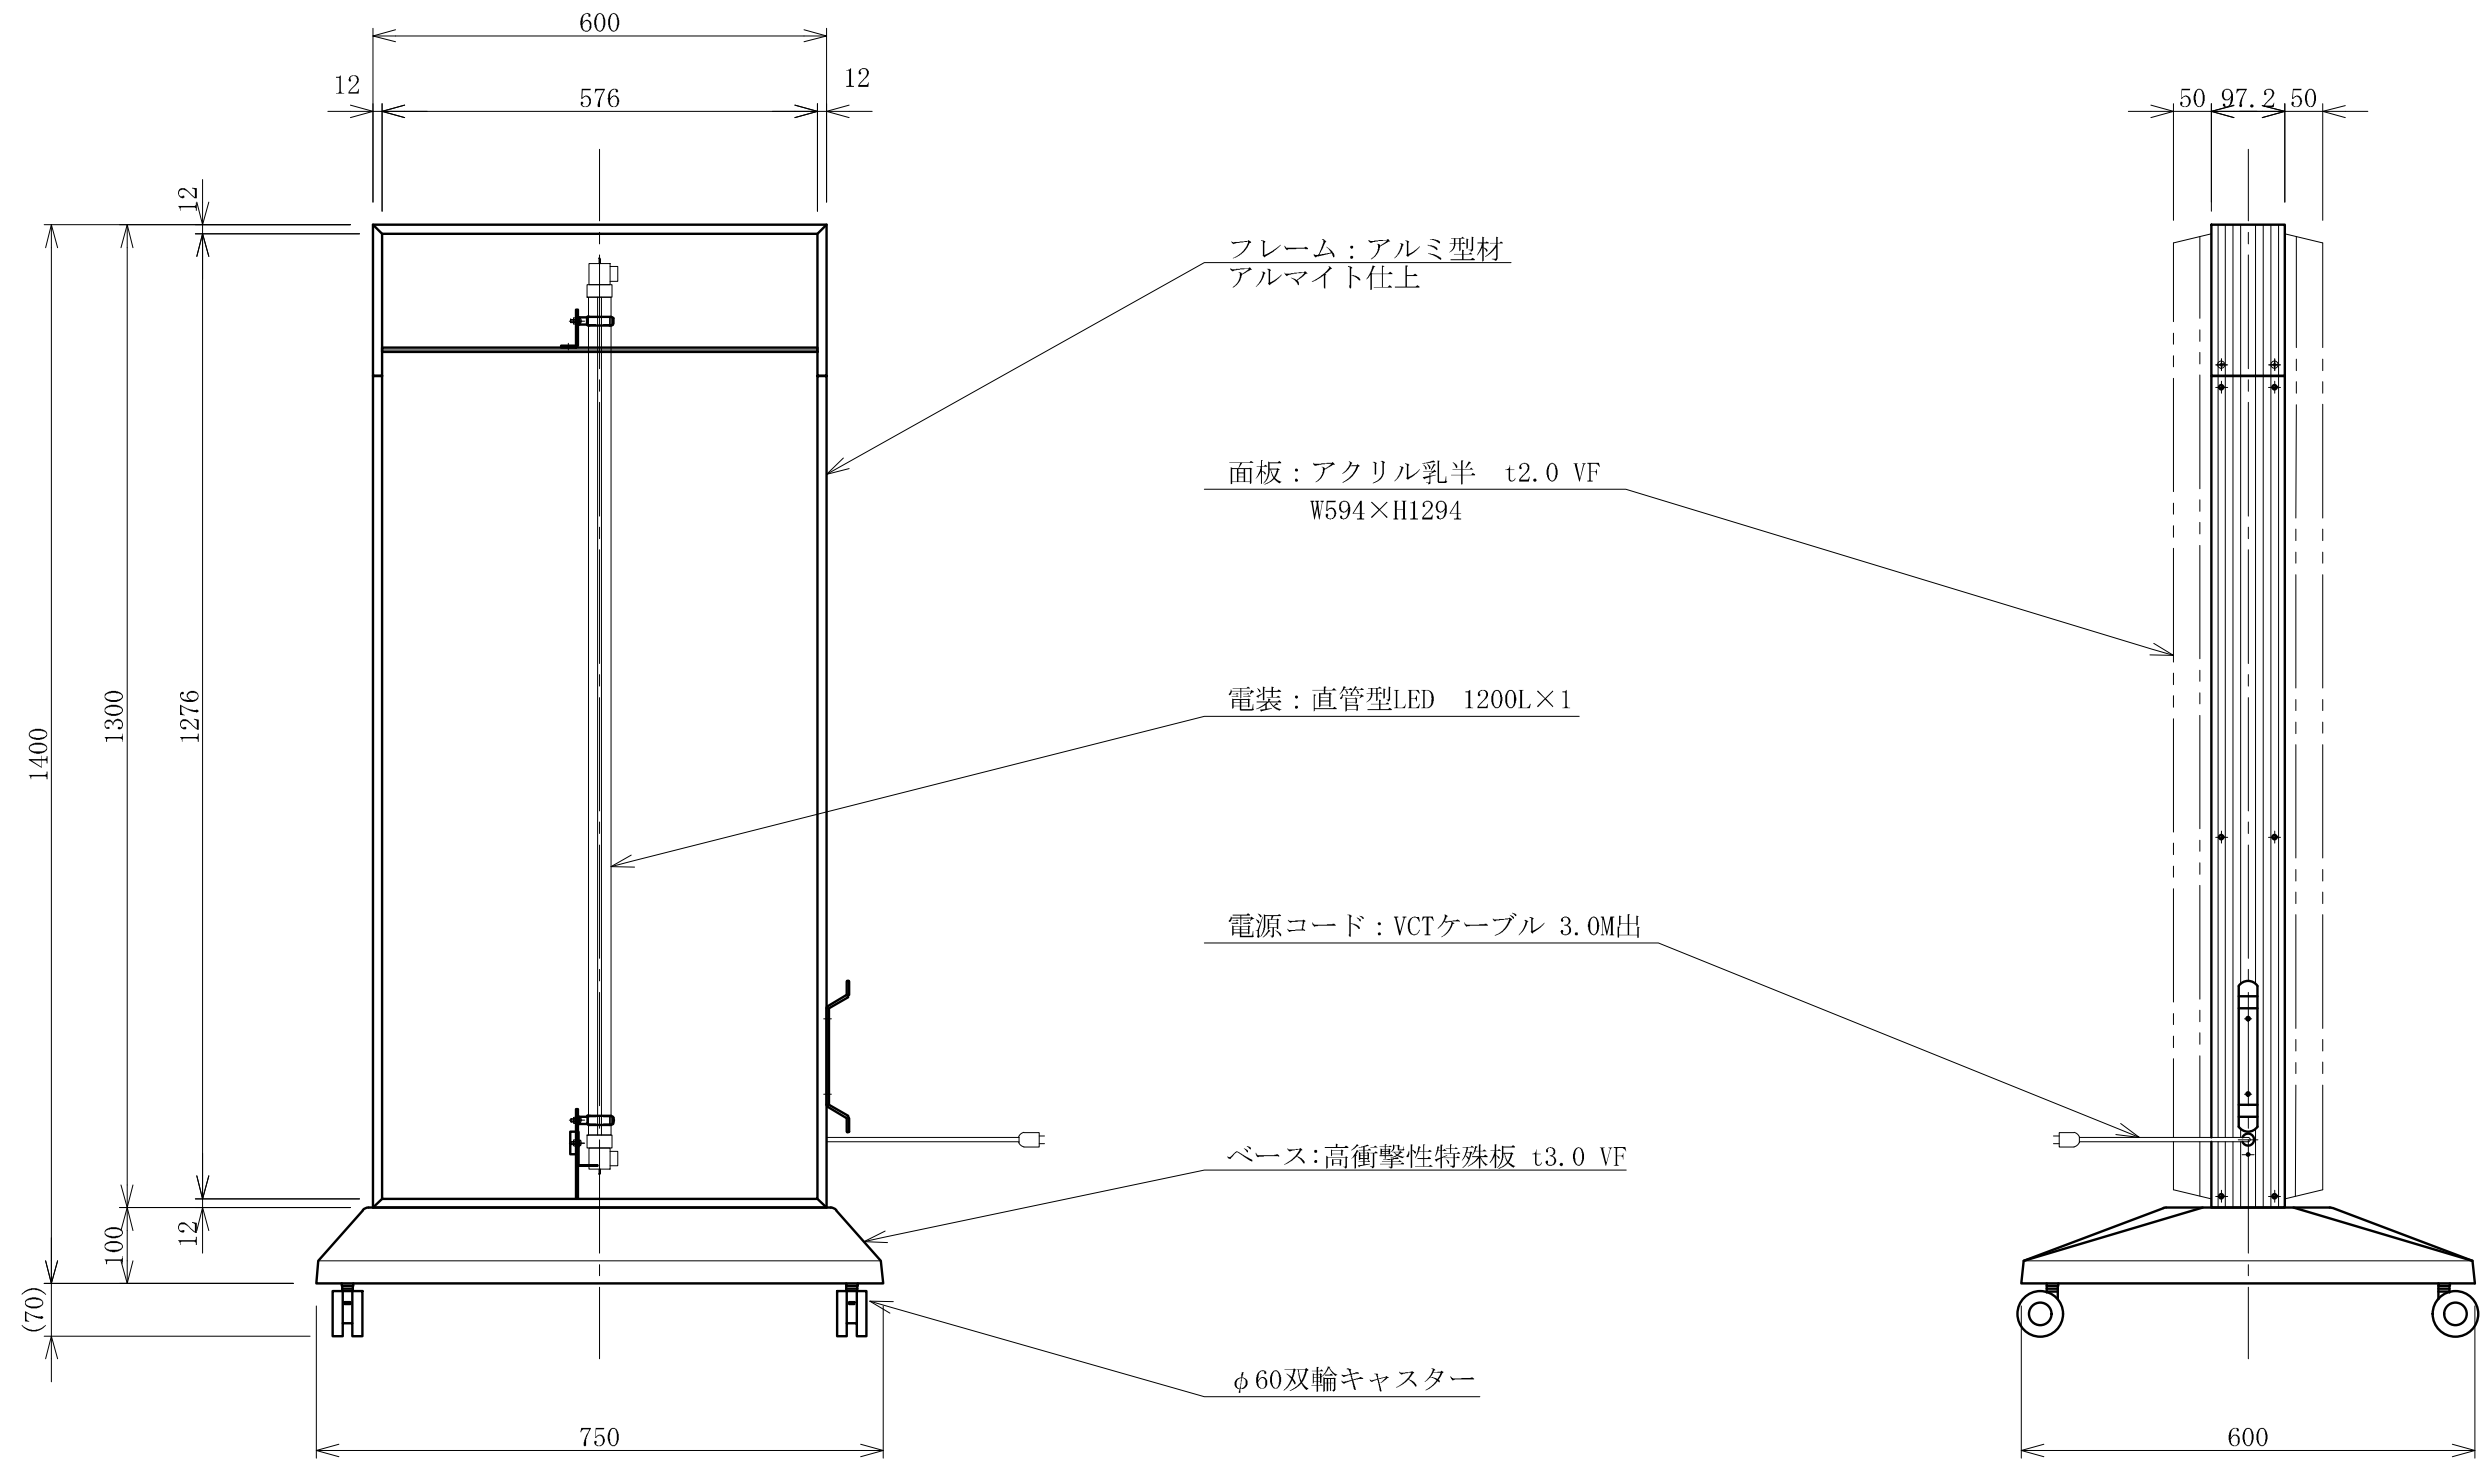 600
12
576
12
50
97.2
50
12
フレーム：アルミ型材
アルマイト仕上
面板：アクリル乳半　t2.0 VF
W594×H1294
1400
1300
1276
電装：直管型LED　1200L×1
電源コード：VCTケーブル 3.0M出
ベース：高衝撃性特殊板 t3.0 VF
100
12
(70)
φ60双輪キャスター
750
600